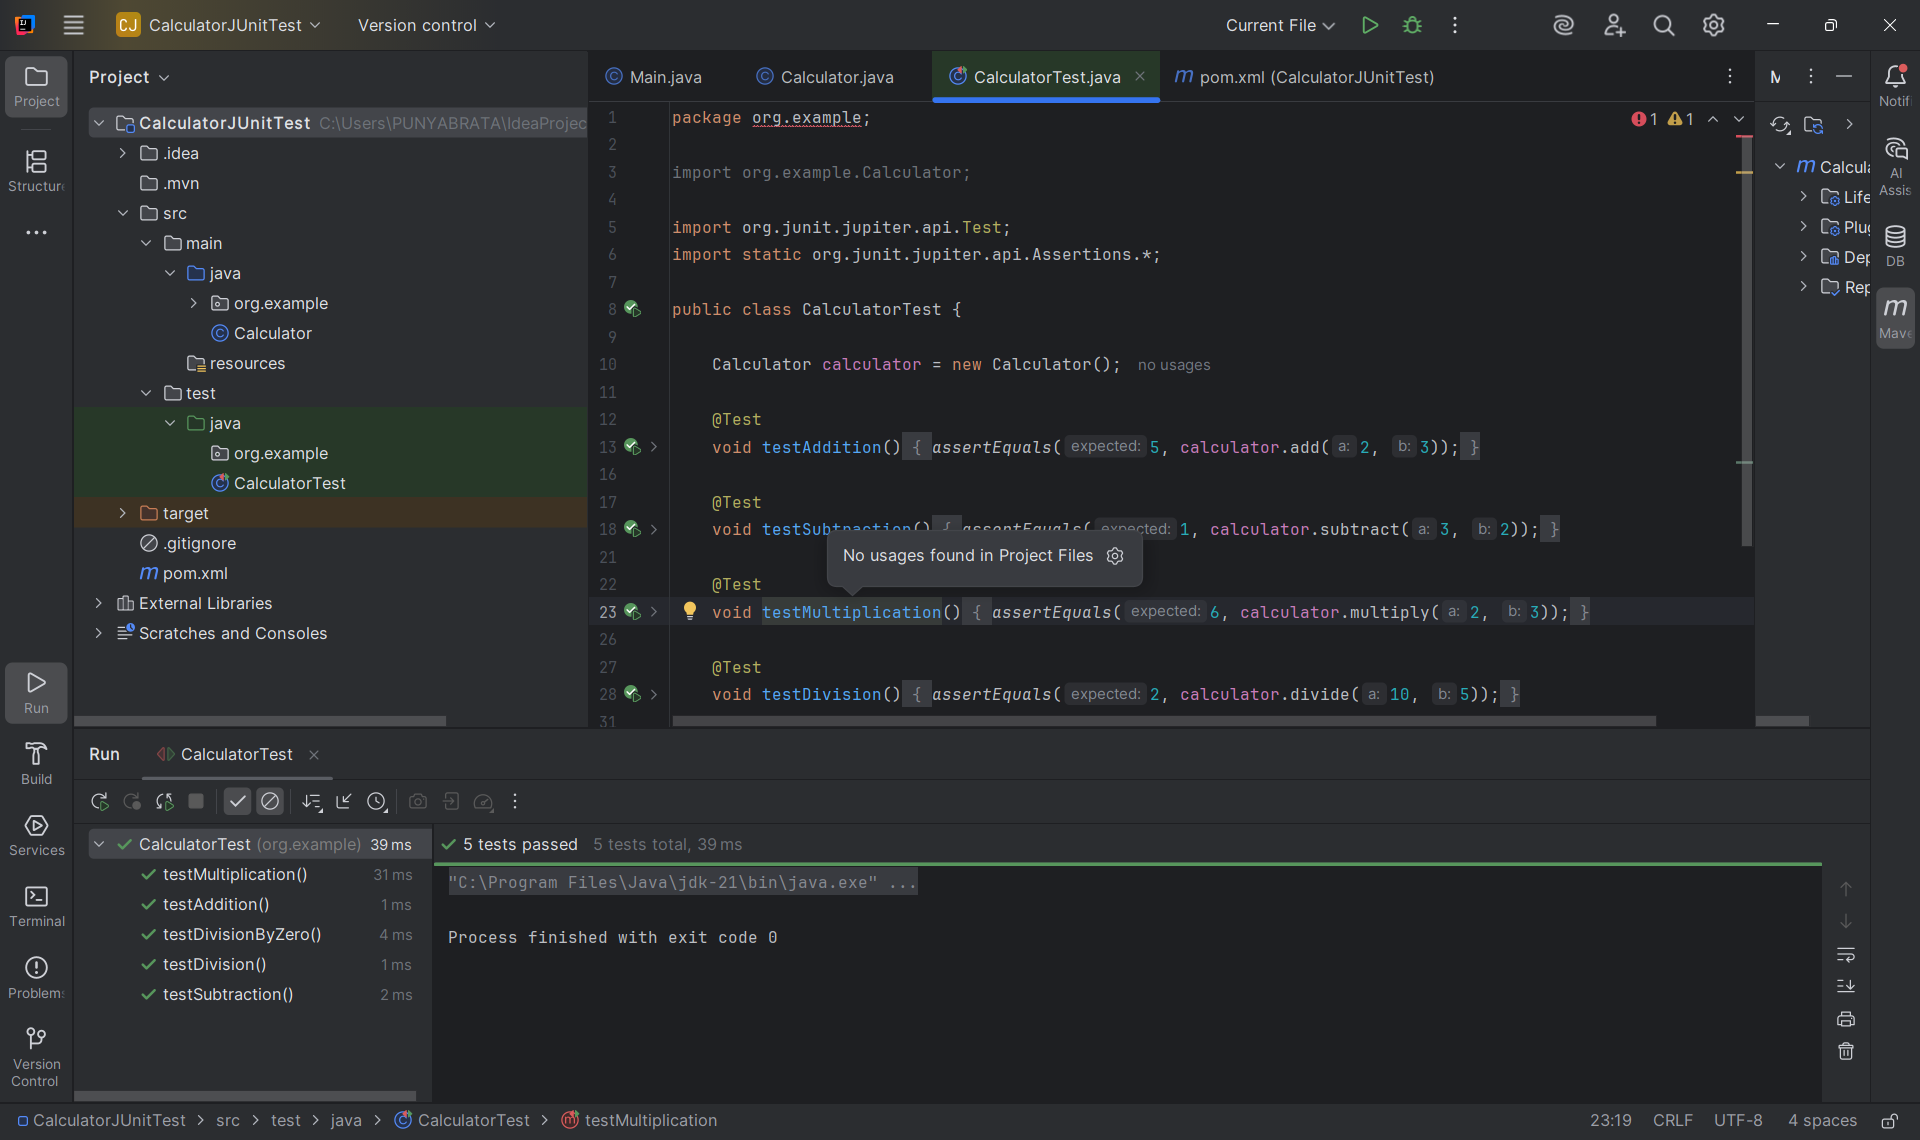 CJ CalculatorJUnitTest Version control Current File
Project
Project
Structure
CalculatorJUnitTest C:\Users\PUNYABRATA\IdeaProjec
.idea
.mvn
src
main
java
org.example
Calculator
resources
test
java
org.example
CalculatorTest
target
.gitignore
pom.xml
External Libraries
Scratches and Consoles
Main.java Calculator.java CalculatorTest.java pom.xml (CalculatorJUnitTest)
1 package org.example;
1 1
2
3 import org.example.Calculator;
4
5 import org.junit.jupiter.api.Test;
6 import static org.junit.jupiter.api.Assertions.*;
7
8 public class CalculatorTest {
9
10 Calculator calculator = new Calculator(); no usages
11
12 @Test
13 void testAddition() { assertEquals( expected: 5, calculator.add( a: 2, b: 3)); }
16
17 @Test
18 void testSubtraction() { assertEquals( expected: 1, calculator.subtract( a: 3, b: 2)); }
21
No usages found in Project Files
22 @Test
23 void testMultiplication() { assertEquals( expected: 6, calculator.multiply( a: 2, b: 3)); }
26
27 @Test
28 void testDivision() { assertEquals( expected: 2, calculator.divide( a: 10, b: 5)); }
31
M
m Calcula
Life
Plug
Dep
Rep
Notifi
AI
Assis
DB
m
Mave
Run
Build
Services
Terminal
Problems
Version
Control
Run CalculatorTest
CalculatorTest (org.example) 39 ms
testMultiplication() 31 ms
testAddition() 1 ms
testDivisionByZero() 4 ms
testDivision() 1 ms
testSubtraction() 2 ms
5 tests passed 5 tests total, 39 ms
"C:\Program Files\Java\jdk-21\bin\java.exe" ...
Process finished with exit code 0
CalculatorJUnitTest > src > test > java > CalculatorTest > testMultiplication
23:19 CRLF UTF-8 4 spaces